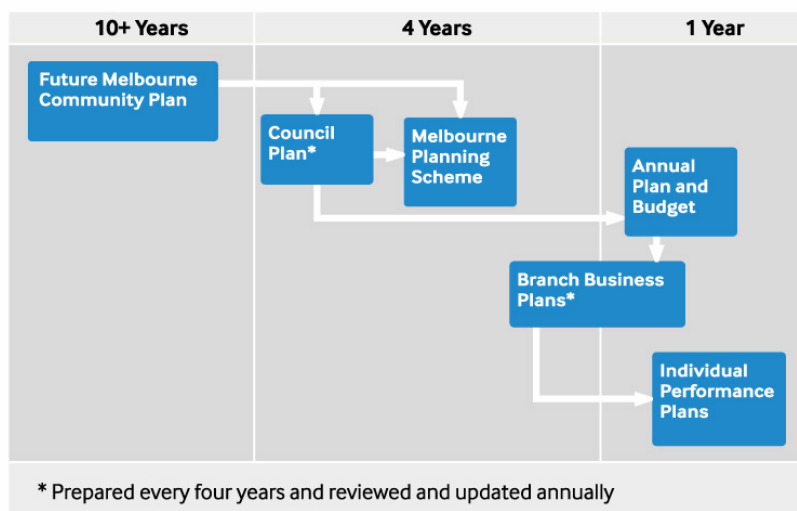 10+ Years
4 Years
1 Year
Future Melbourne
Community Plan
Council
Plan*
Melbourne
Planning
Scheme
Annual
Plan and
Budget
Branch Business
Plans*
Individual
Performance
Plans
* Prepared every four years and reviewed and updated annually